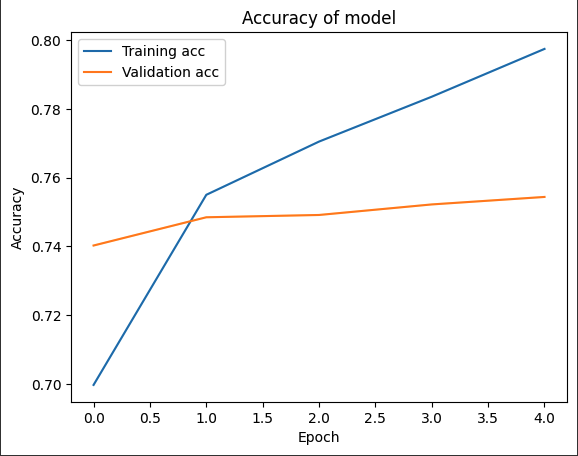 Accuracy of model
Training acc
Validation acc
Accuracy
0.80
0.78
0.76
0.74
0.72
0.70
0.0 0.5 1.0 1.5 2.0 2.5 3.0 3.5 4.0
Epoch